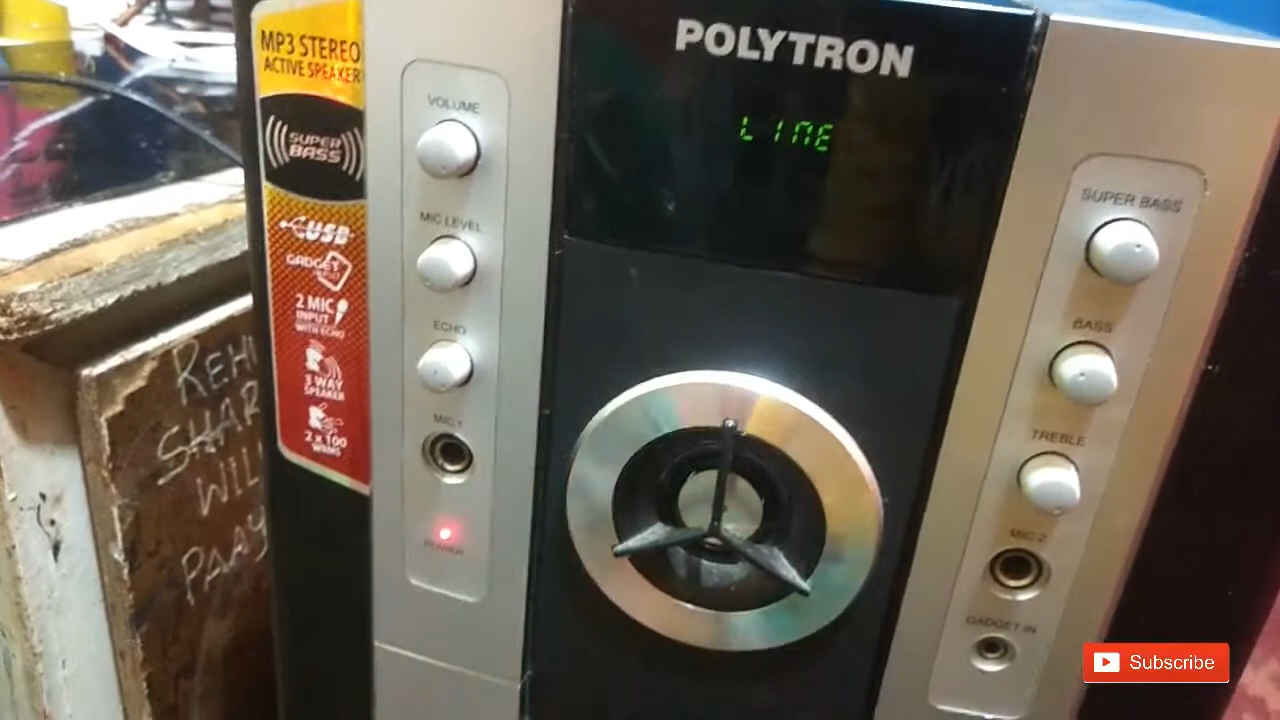 MP3 STEREO
ACTIVE SPEAKER
SUPER
BASS
USB
GADGET
2 MIC
INPUT
WITH ECHO
3 WAY
SPEAKER
2 x 100
WRMS
VOLUME
MIC LEVEL
ECHO
MIC 1
POWER
POLYTRON
LINE
SUPER BASS
BASS
TREBLE
MIC 2
GADGET IN
SHAR
WIL
PAAY
Subscribe